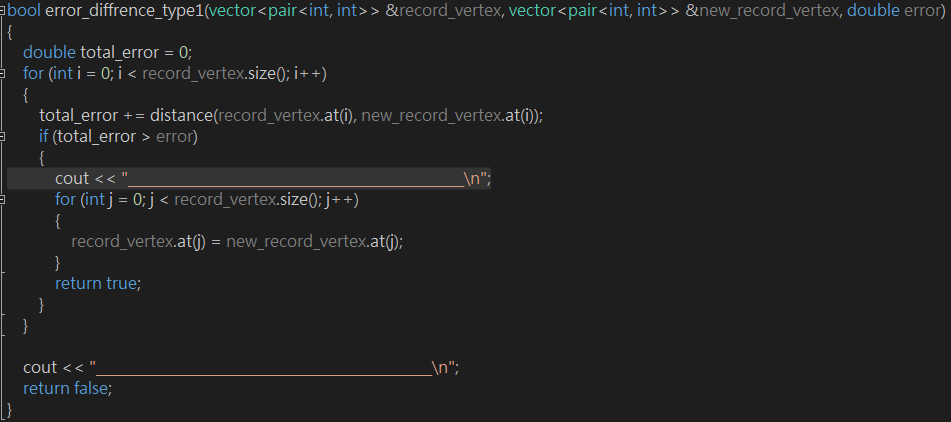 bool error_diffrence_type1(vector<pair<int, int>> &record_vertex, vector<pair<int, int>> &new_record_vertex, double error)
{
double total_error = 0;
for (int i = 0; i < record_vertex.size(); i++)
{
total_error += distance(record_vertex.at(i), new_record_vertex.at(i));
if (total_error > error)
{
cout << "__________________________________________\n";
for (int j = 0; j < record_vertex.size(); j++)
{
record_vertex.at(j) = new_record_vertex.at(j);
}
return true;
}
}
cout << "__________________________________________\n";
return false;
}